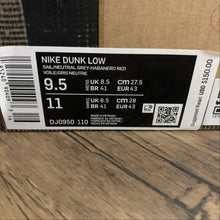 NIKE DUNK LOW
SAIL/NEUTRAL GREY-HABANERO RED
VOILE/GRIS NEUTRE
9.5 UK 8.5 CM 27.5
BR 41 EUR 43
11 UK 8.5 CM 28
BR 41 EUR 43
DJ0950 110
Suggested Retail:
USD $150.00